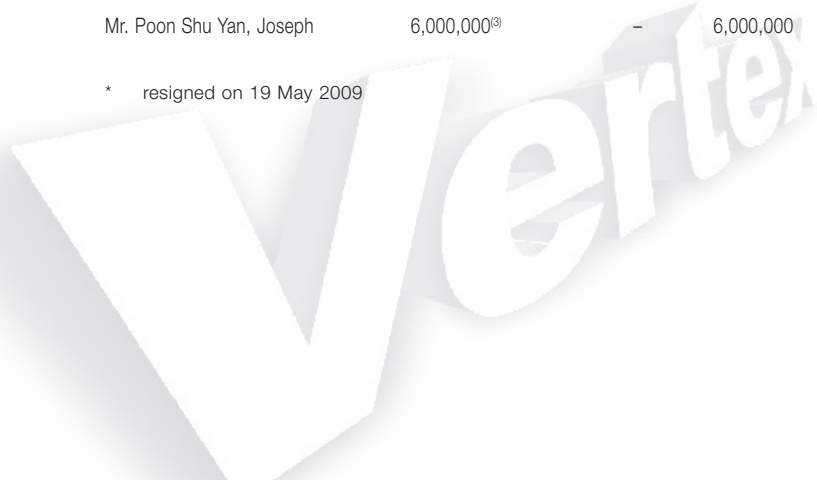 Mr. Poon Shu Yan, Joseph 6,000,000(3) – 6,000,000
* resigned on 19 May 2009
Vertex